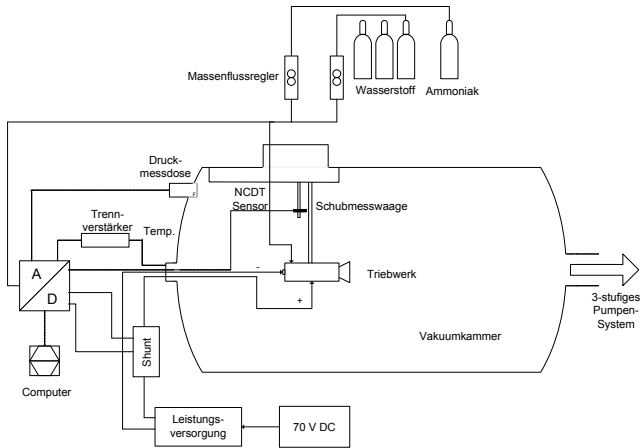 Massenflussregler
Wasserstoff
Ammoniak
Druck-
messdose
P
NCDT
Sensor
Schubmesswaage
Trenn-
verstärker
Temp.
A
D
-
+
Triebwerk
3-stufiges
Pumpen-
System
Vakuumkammer
Shunt
Computer
Leistungs-
versorgung
70 V DC